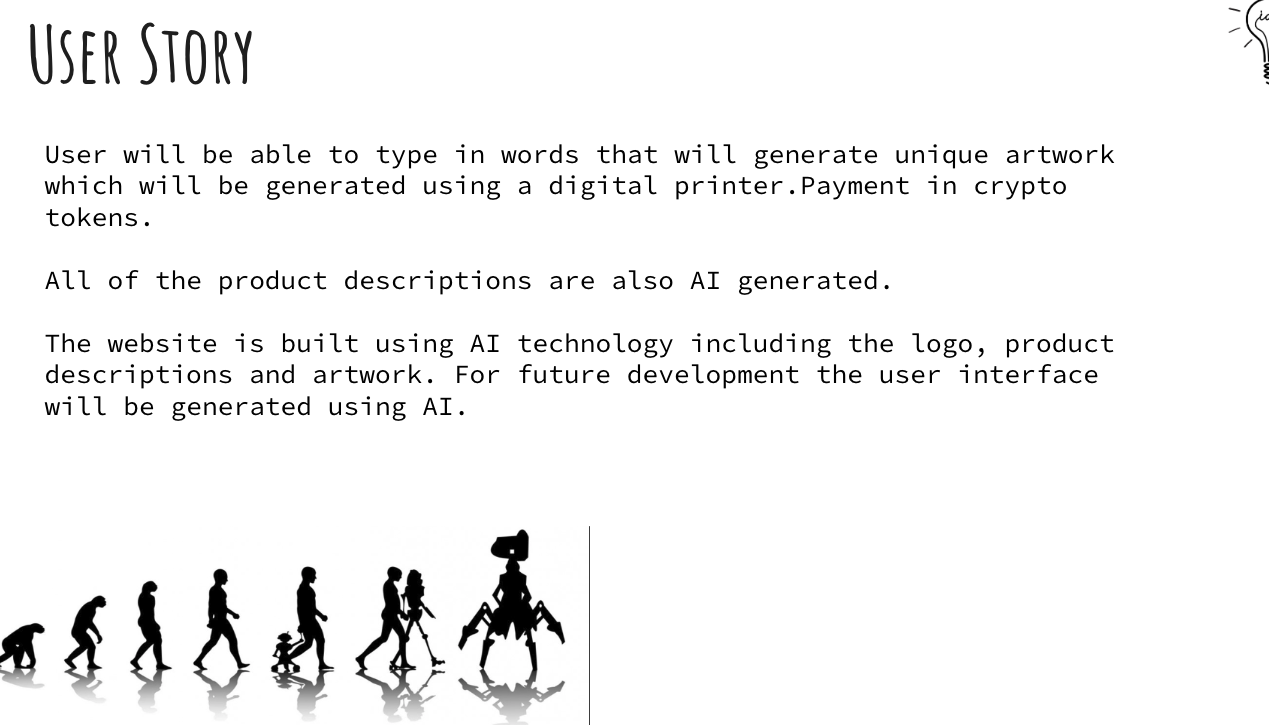 USER STORY
User will be able to type in words that will generate unique artwork
which will be generated using a digital printer.Payment in crypto
tokens.
All of the product descriptions are also AI generated.
The website is built using AI technology including the logo, product
descriptions and artwork. For future development the user interface
will be generated using AI.